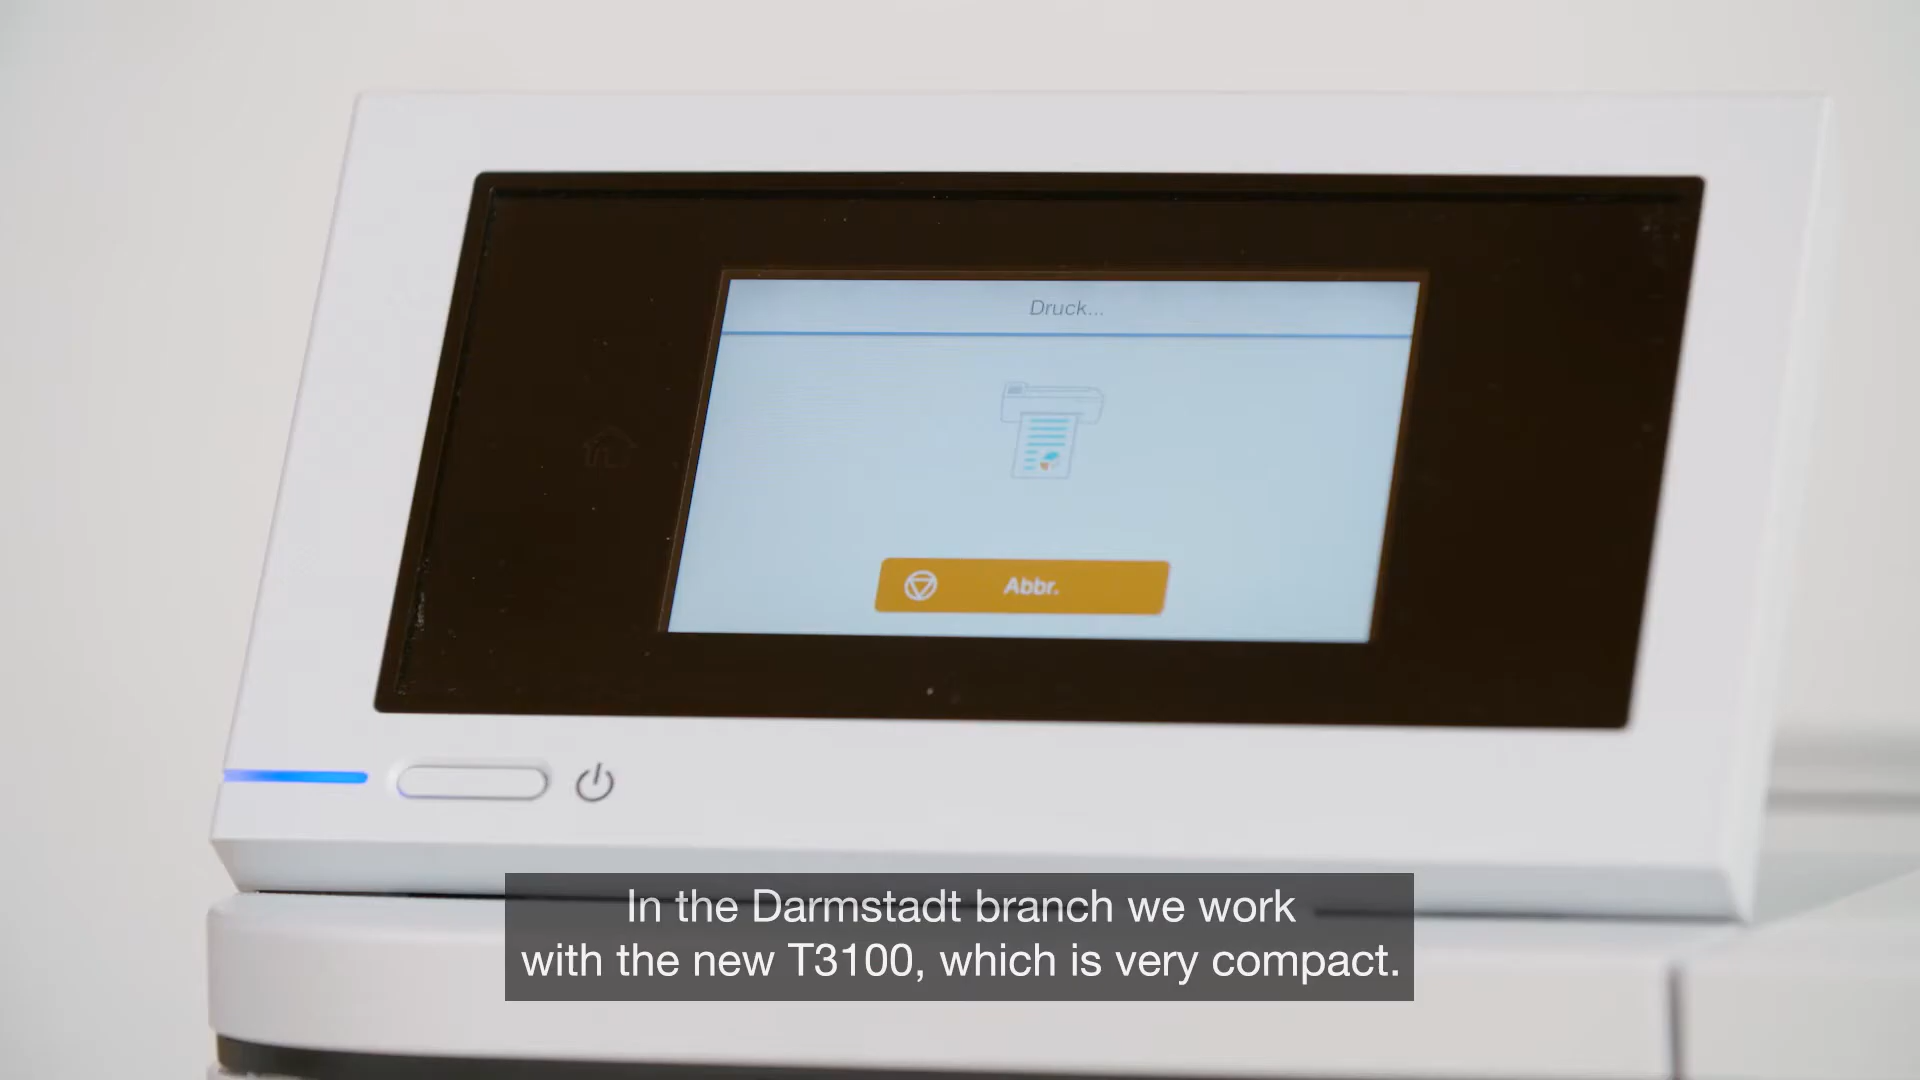 Druck...
Abbr.
In the Darmstadt branch we work
with the new T3100, which is very compact.